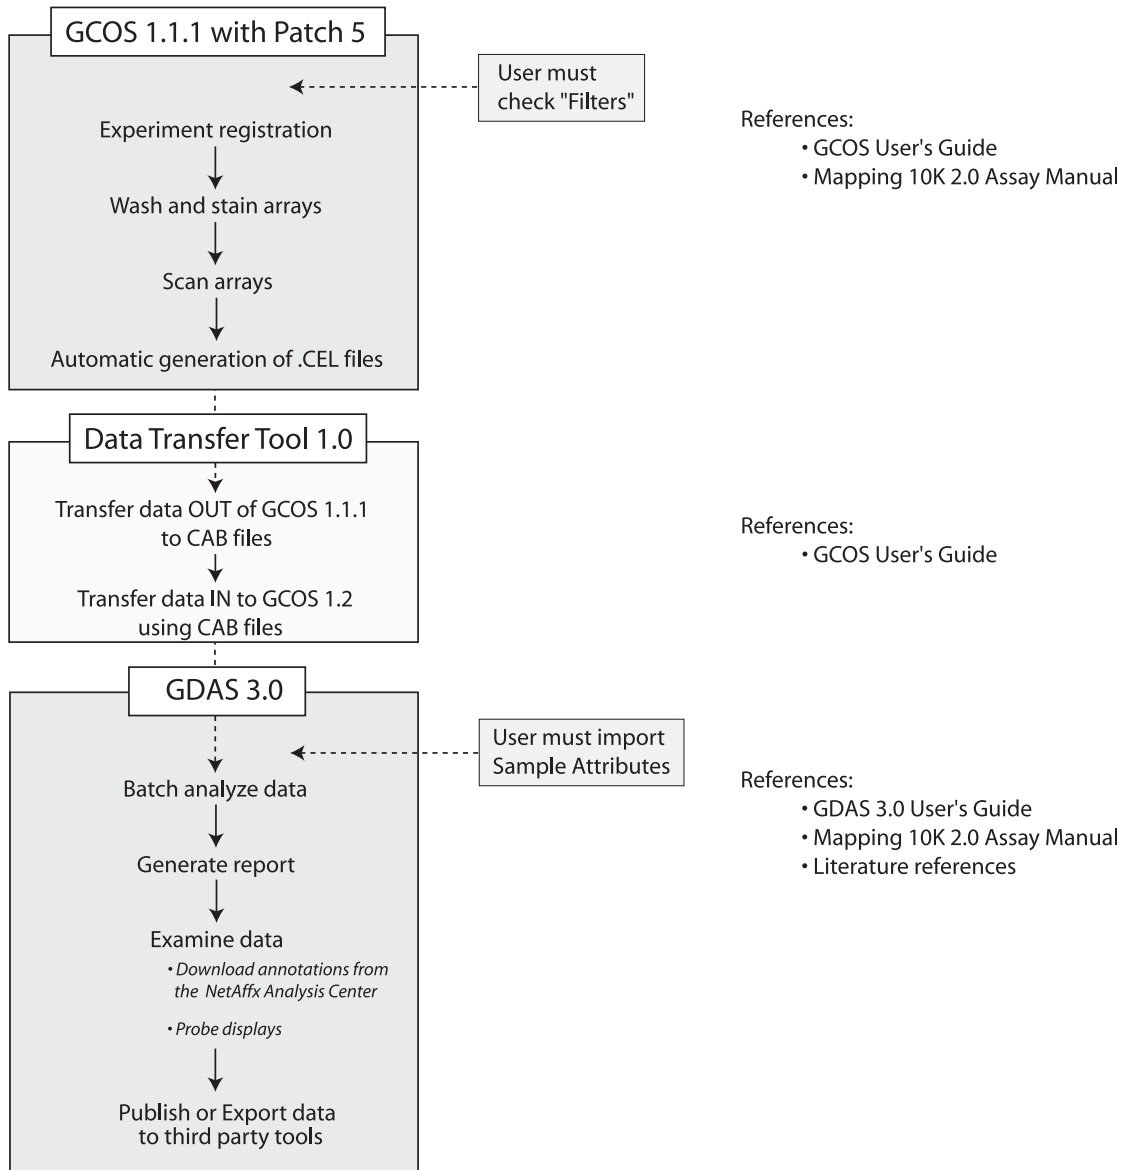 GCOS 1.1.1 with Patch 5
User must
check "Filters"
Experiment registration
Wash and stain arrays
Scan arrays
Automatic generation of .CEL files
References:
• GCOS User's Guide
• Mapping 10K 2.0 Assay Manual
Data Transfer Tool 1.0
Transfer data OUT of GCOS 1.1.1
to CAB files
Transfer data IN to GCOS 1.2
using CAB files
References:
• GCOS User's Guide
GDAS 3.0
User must import
Sample Attributes
Batch analyze data
Generate report
Examine data
• Download annotations from
the NetAffx Analysis Center
• Probe displays
Publish or Export data
to third party tools
References:
• GDAS 3.0 User's Guide
• Mapping 10K 2.0 Assay Manual
• Literature references